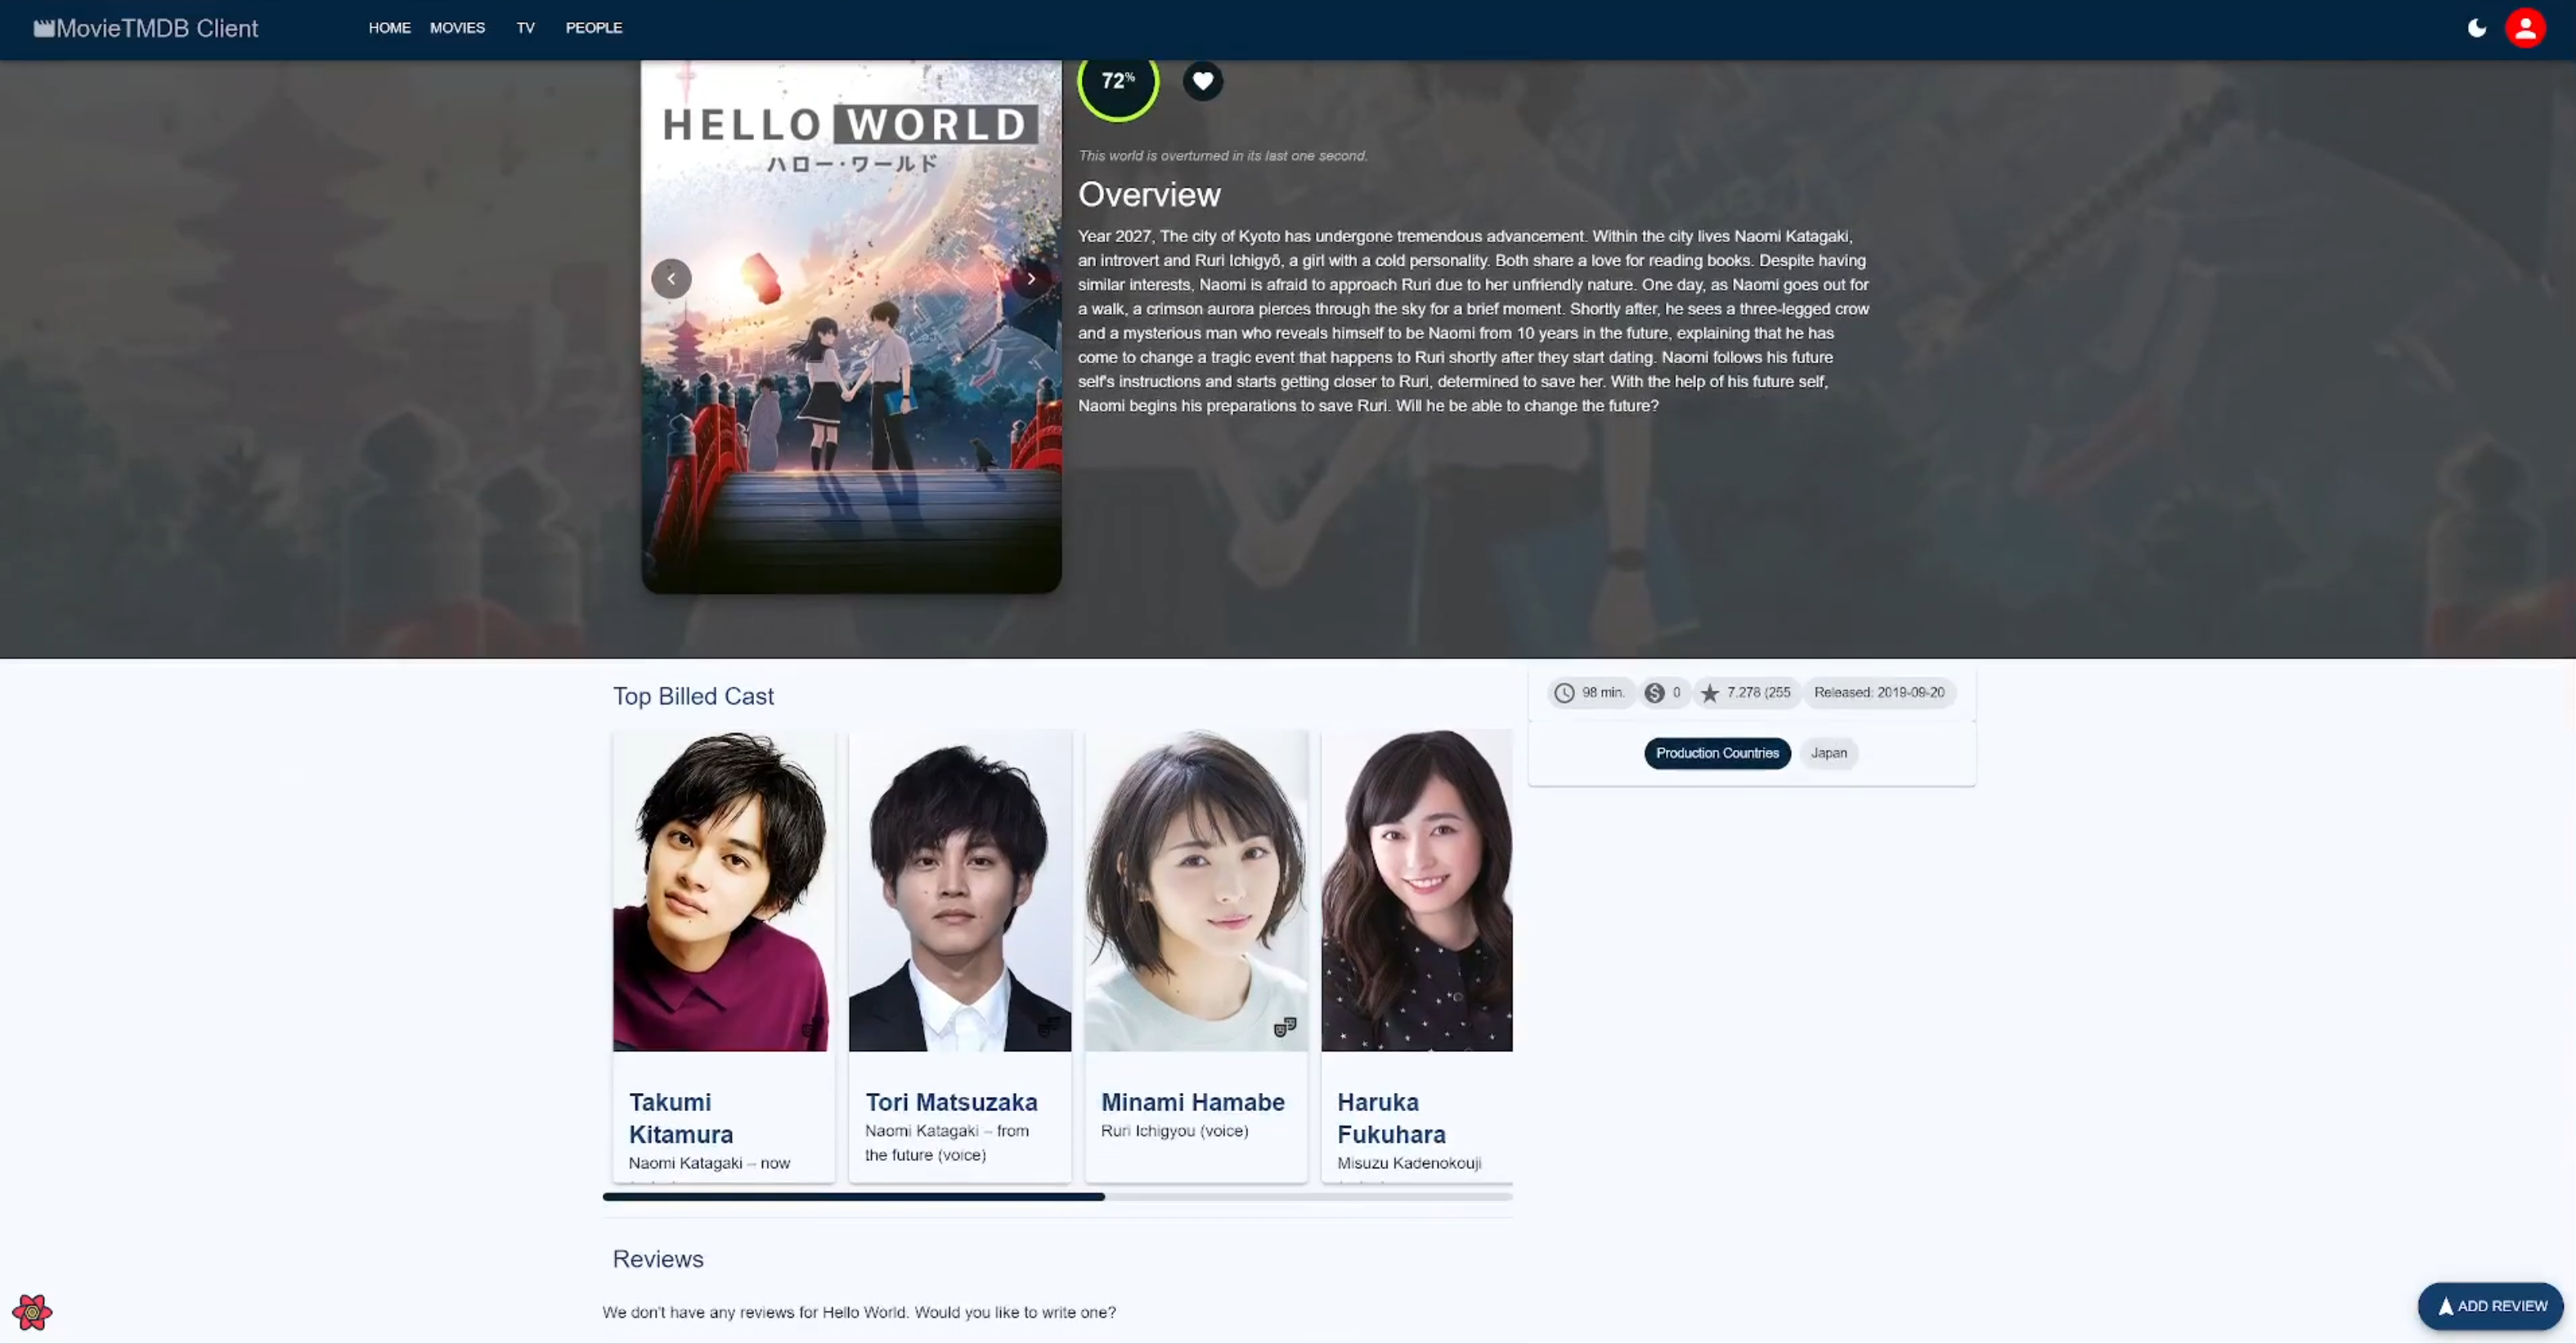 MovieTMDB Client
HOME MOVIES TV PEOPLE
HELLO WORLD
ハロー・ワールド
72%
This world is overturned in its last one second.
Overview
Year 2027, The city of Kyoto has undergone tremendous advancement. Within the city lives Naomi Katagaki,
an introvert and Ruri Ichigyō, a girl with a cold personality. Both share a love for reading books. Despite having
similar interests, Naomi is afraid to approach Ruri due to her unfriendly nature. One day, as Naomi goes out for
a walk, a crimson aurora pierces through the sky for a brief moment. Shortly after, he sees a three-legged crow
and a mysterious man who reveals himself to be Naomi from 10 years in the future, explaining that he has
come to change a tragic event that happens to Ruri shortly after they start dating. Naomi follows his future
self's instructions and starts getting closer to Ruri, determined to save her. With the help of his future self,
Naomi begins his preparations to save Ruri. Will he be able to change the future?
Top Billed Cast
98 min. 0 7.278 (255 Released: 2019-09-20
Production Countries Japan
Takumi
Kitamura
Naomi Katagaki – now
Tori Matsuzaka
Naomi Katagaki – from
the future (voice)
Minami Hamabe
Ruri Ichigyou (voice)
Haruka
Fukuhara
Misuzu Kadenokouji
Reviews
We don't have any reviews for Hello World. Would you like to write one?
ADD REVIEW